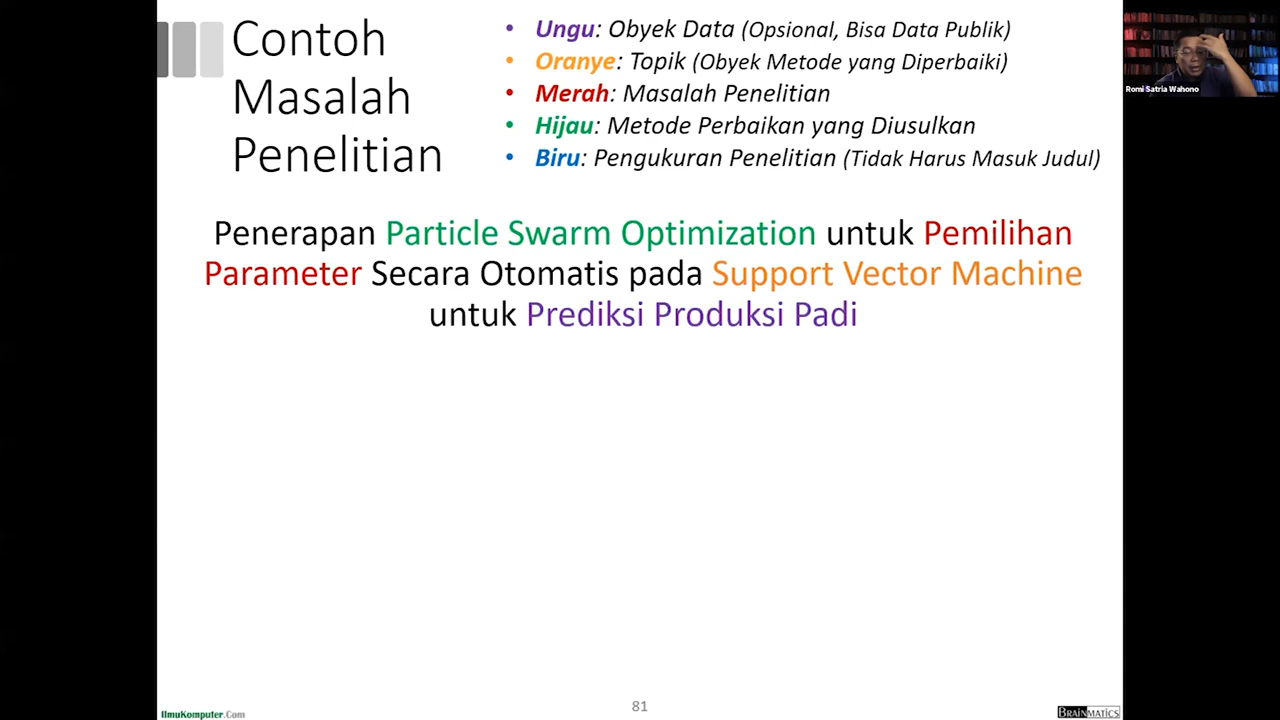 Contoh
Masalah
Penelitian
• Ungu: Obyek Data (Opsional, Bisa Data Publik)
• Oranye: Topik (Obyek Metode yang Diperbaiki)
• Merah: Masalah Penelitian
• Hijau: Metode Perbaikan yang Diusulkan
• Biru: Pengukuran Penelitian (Tidak Harus Masuk Judul)
Romi Satria Wahono
Penerapan Particle Swarm Optimization untuk Pemilihan
Parameter Secara Otomatis pada Support Vector Machine
untuk Prediksi Produksi Padi
IlmuKomputer.Com
81
BRAINMATICS